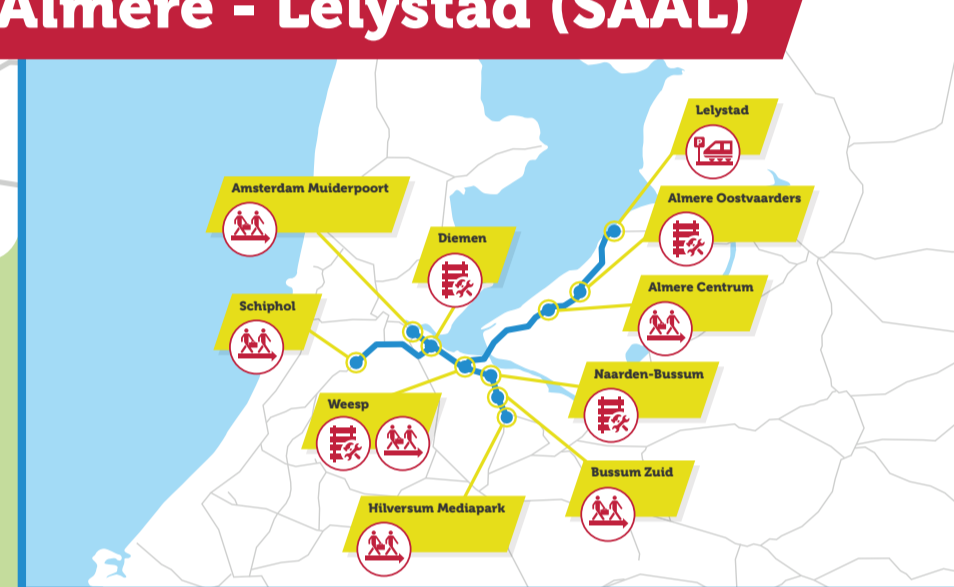 Almere - Lelystad (SAAL)
Lelystad
P
Amsterdam Muiderpoort
Almere Oostvaarders
Diemen
Almere Centrum
Schiphol
Naarden-Bussum
Weesp
Bussum Zuid
Hilversum Mediapark